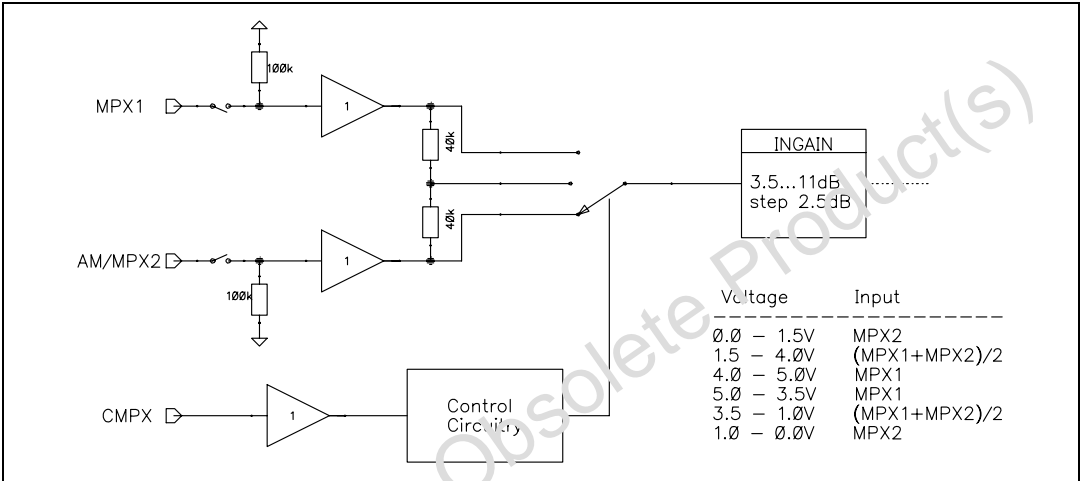 100k
MPX1
1
40k
INGAIN
3.5...11dB
step 2.5dB
40k
AM/MPX2
1
100k
Voltage Input
0.0 – 1.5V MPX2
1.5 – 4.0V (MPX1+MPX2)/2
4.0 – 5.0V MPX1
5.0 – 3.5V MPX1
3.5 – 1.0V (MPX1+MPX2)/2
1.0 – 0.0V MPX2
CMPX
1
Control
Circuitry
Obsolete Product(s)